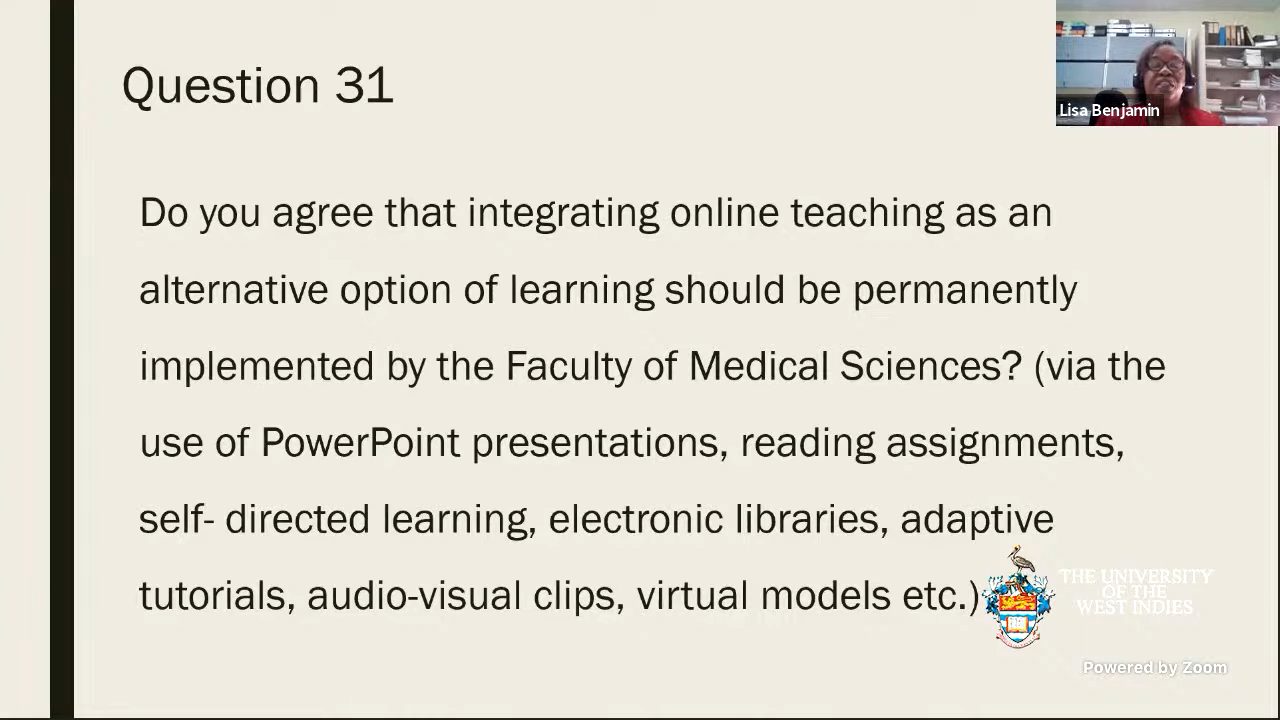 Question 31
Lisa Benjamin
Do you agree that integrating online teaching as an
alternative option of learning should be permanently
implemented by the Faculty of Medical Sciences? (via the
use of PowerPoint presentations, reading assignments,
self- directed learning, electronic libraries, adaptive
tutorials, audio-visual clips, virtual models etc.)
THE UNIVERSITY
OF THE
WEST INDIES
Powered by Zoom